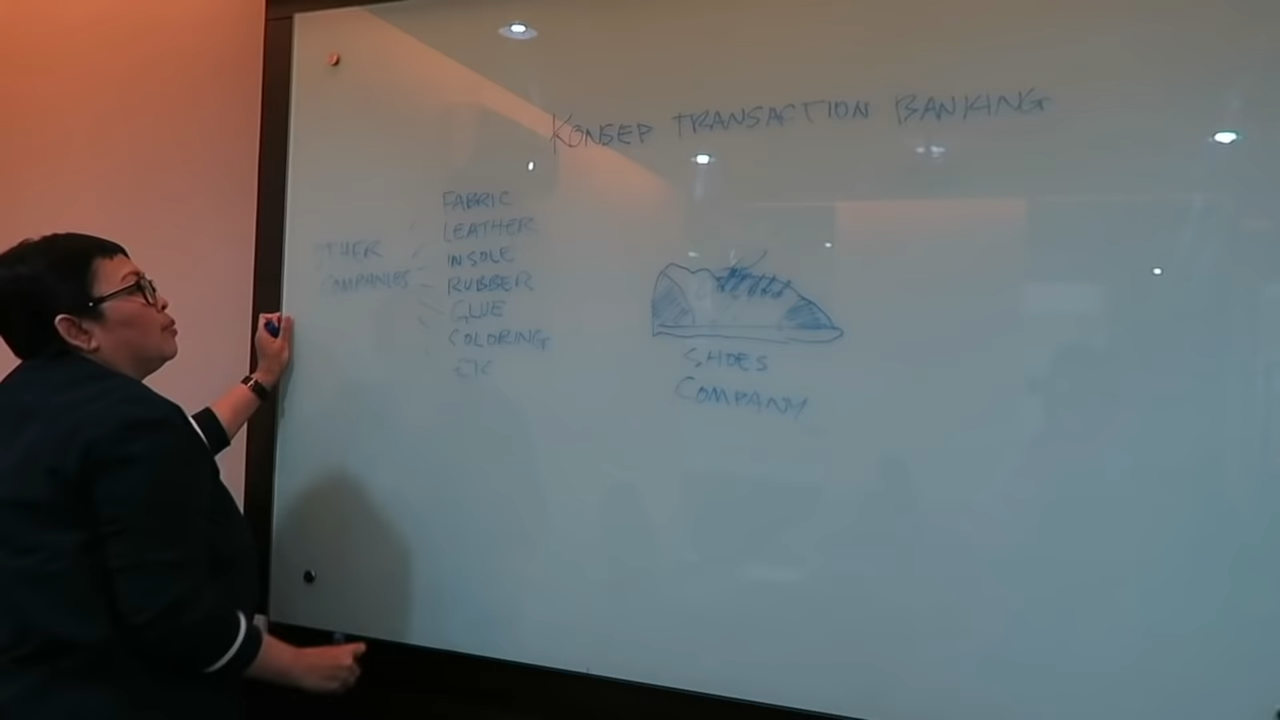 KONSEP TRANSACTION BANKING
OTHER
COMPANIES
FABRIC
LEATHER
INSOLE
RUBBER
GLUE
COLORING
ETC
SHOES
COMPANY